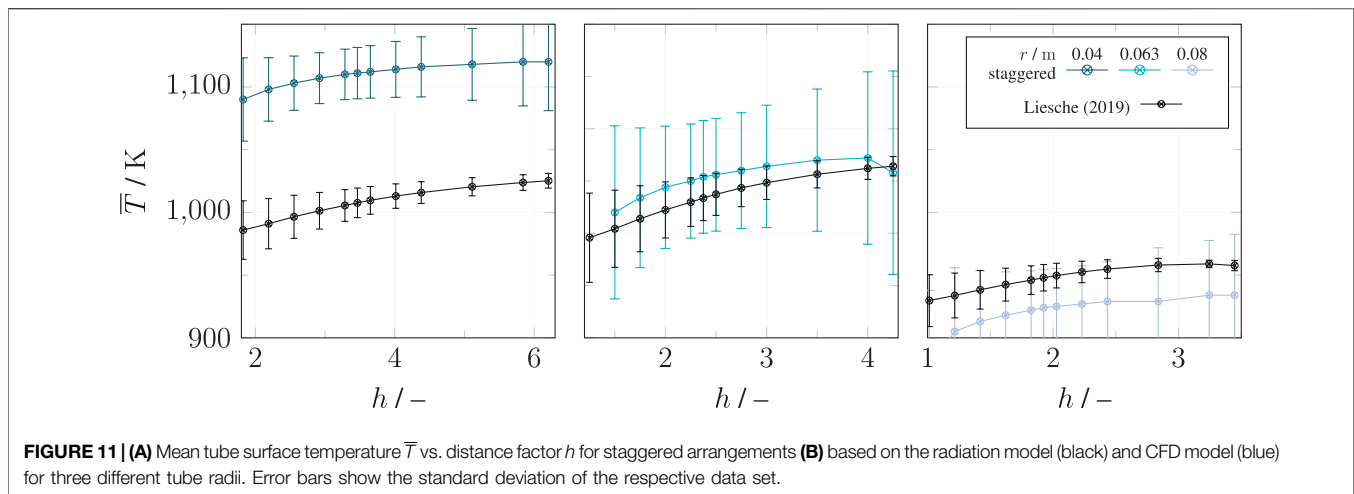 1,100
1,000
900
T / K
2
4
6
h / –
2
3
4
h / –
1
2
3
h / –
r / m 0.04 0.063 0.08
staggered
Liesche (2019)
FIGURE 11 | (A) Mean tube surface temperature T vs. distance factor h for staggered arrangements (B) based on the radiation model (black) and CFD model (blue)
for three different tube radii. Error bars show the standard deviation of the respective data set.